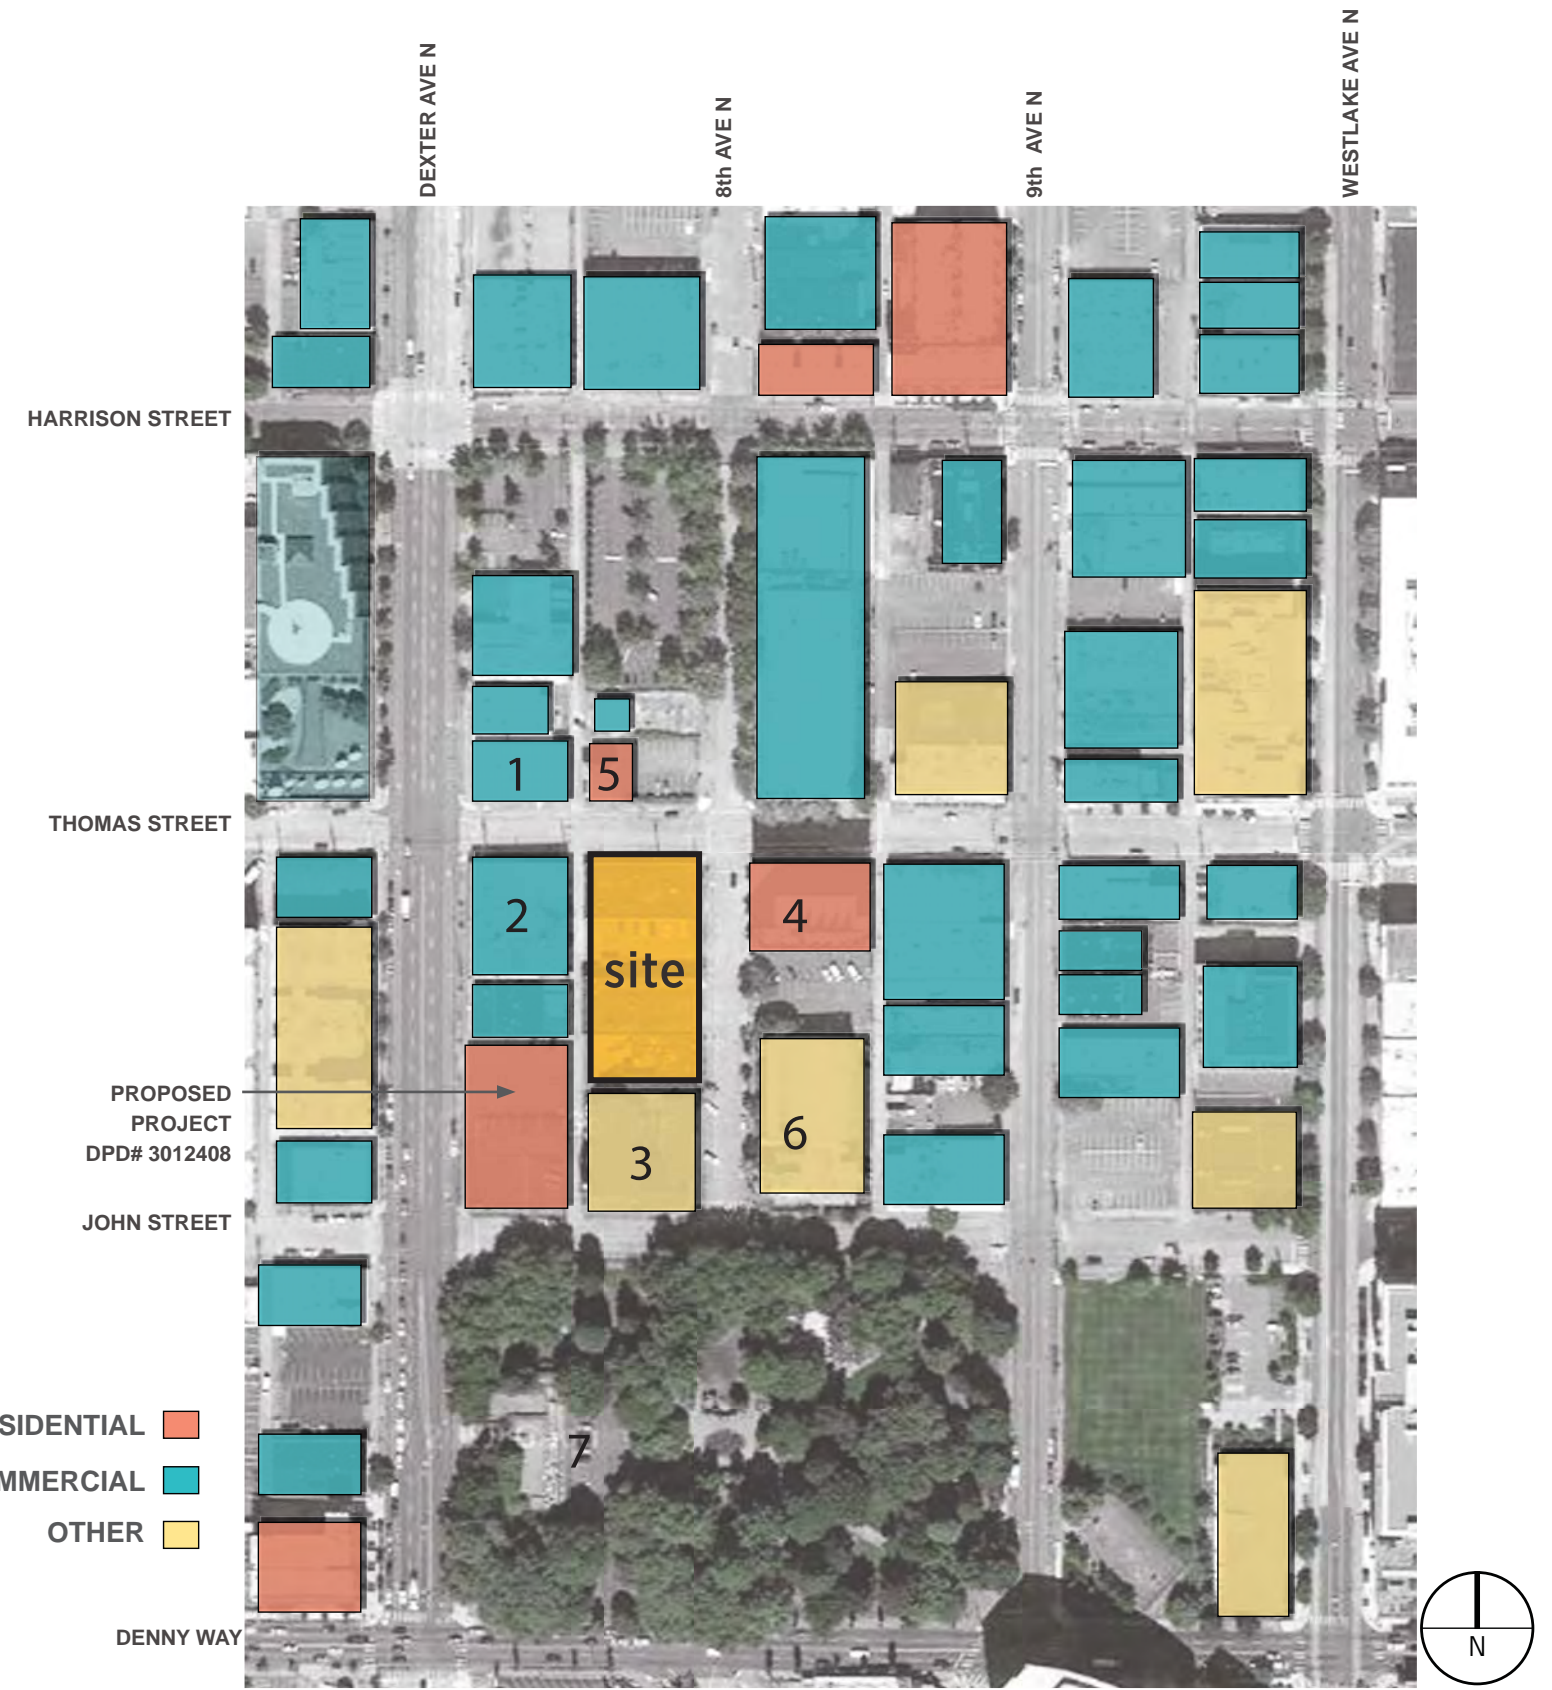 DEXTER AVE N
8th AVE N
9th AVE N
WESTLAKE AVE N
HARRISON STREET
1
5
THOMAS STREET
2
4
site
PROPOSED
PROJECT
DPD# 3012408
3
6
JOHN STREET
7
SIDENTIAL
MMERCIAL
OTHER
DENNY WAY
N